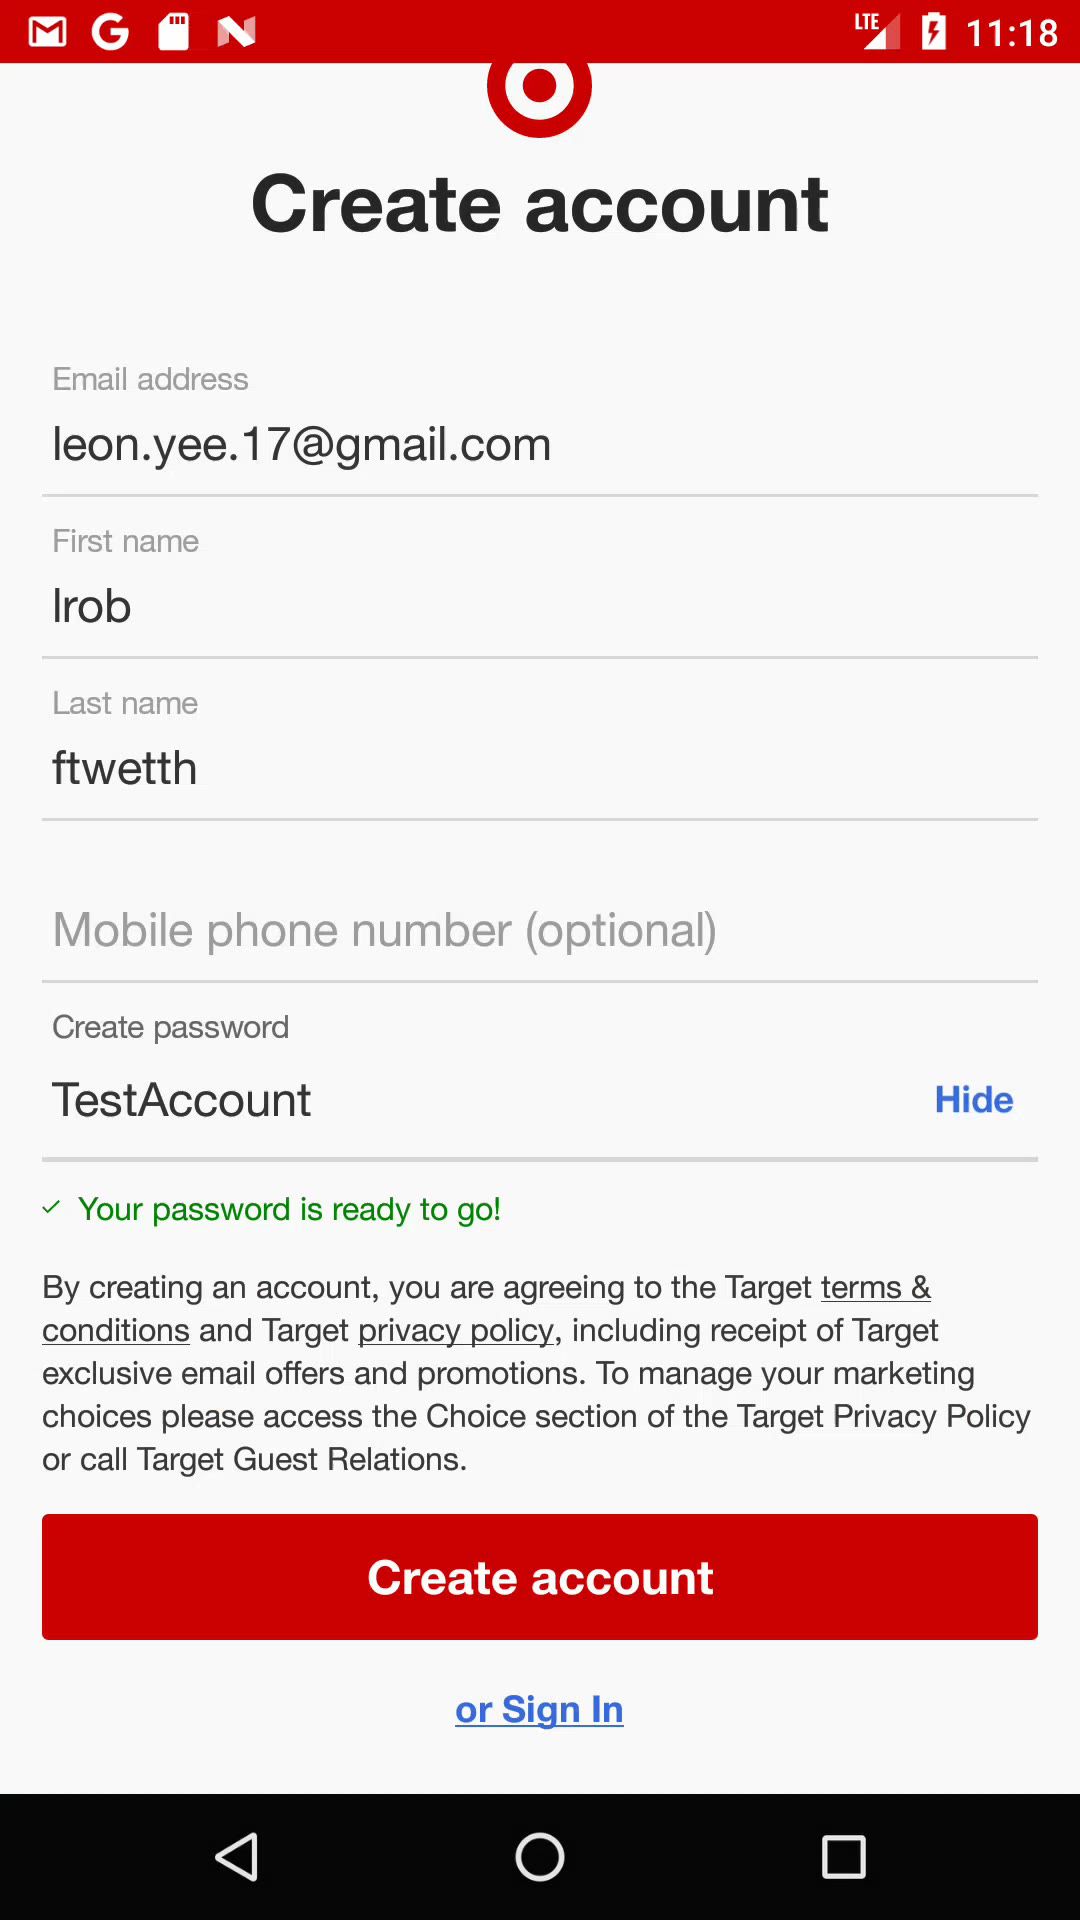 LTE 11:18
Create account
Email address
leon.yee.17@gmail.com
First name
lrob
Last name
ftwetth
Mobile phone number (optional)
Create password
TestAccount Hide
Your password is ready to go!
By creating an account, you are agreeing to the Target terms &
conditions and Target privacy policy, including receipt of Target
exclusive email offers and promotions. To manage your marketing
choices please access the Choice section of the Target Privacy Policy
or call Target Guest Relations.
Create account
or Sign In